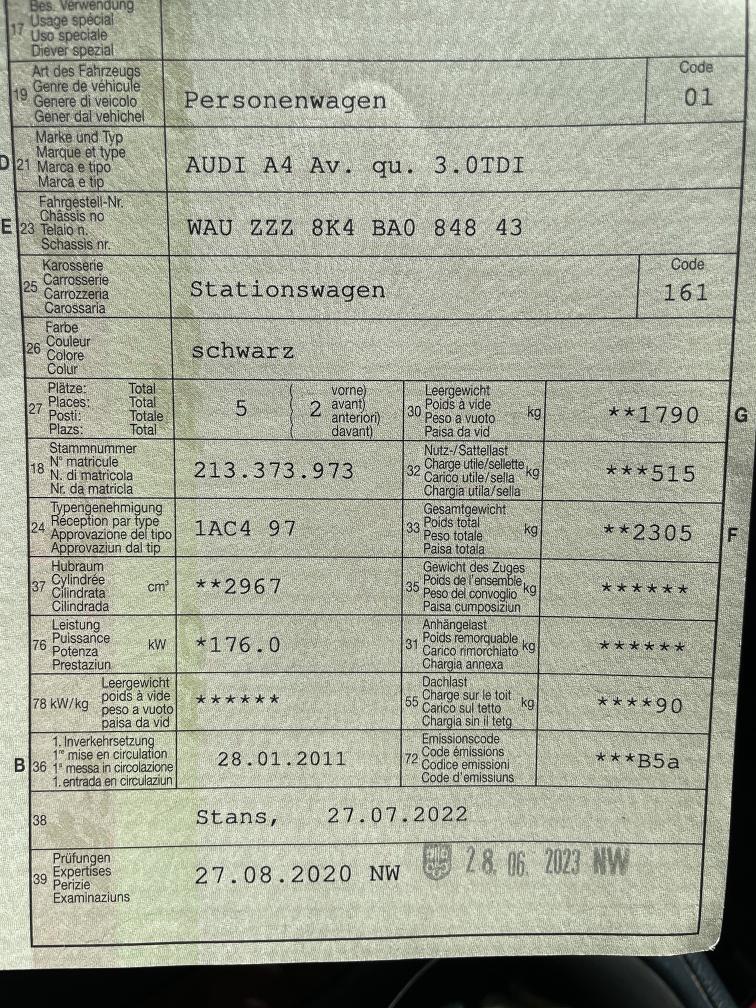 Bes. Verwendung
17 Usage spécial
Uso speciale
Diever spezial
19 Art des Fahrzeugs
Genre de véhicule
Genere di veicolo
Gener dal vehichel
Personenwagen
Code
01
D 21 Marke und Typ
Marque et type
Marca e tipo
Marca e tip
AUDI A4 Av. qu. 3.0TDI
E 23 Fahrgestell-Nr.
Châssis no
Telaio n.
Schassis nr.
WAU ZZZ 8K4 BA0 848 43
25 Karosserie
Carrosserie
Carrozzeria
Carossaria
Stationswagen
Code
161
26 Farbe
Couleur
Colore
Colur
schwarz
27 Plätze: Total
Places: Total
Posti: Totale
Plazs: Total
5 ( 2 vorne)
avant)
anteriori)
davant)
30 Leergewicht
Poids à vide
Peso a vuoto
Paisa da vid
kg **1790 G
18 Stammnummer
N° matricule
N. di matricola
Nr. da matricla
213.373.973
32 Nutz-/Sattellast
Charge utile/sellette
Carico utile/sella
Chargia utila/sella
kg ***515
24 Typengenehmigung
Réception par type
Approvazione del tipo
Approvaziun dal tip
1AC4 97
33 Gesamtgewicht
Poids total
Peso totale
Paisa totala
kg **2305 F
37 Hubraum
Cylindrée
Cilindrata
Cilindrada
cm³ **2967
35 Gewicht des Zuges
Poids de l'ensemble
Peso del convoglio
Paisa cumposiziun
kg ******
76 Leistung
Puissance
Potenza
Prestaziun
kW *176.0
31 Anhängelast
Poids remorquable
Carico rimorchiato
Chargia annexa
kg ******
78 kW/kg Leergewicht
poids à vide
peso a vuoto
paisa da vid
******
55 Dachlast
Charge sur le toit
Carico sul tetto
Chargia sin il tetg
kg ****90
B 36 1. Inverkehrsetzung
1re mise en circulation
1a messa in circolazione
1. entrada en circulaziun
28.01.2011
72 Emissionscode
Code émissions
Codice emissioni
Code d'emissiuns
***B5a
38 Stans, 27.07.2022
39 Prüfungen
Expertises
Perizie
Examinaziuns
27.08.2020 NW 28. 06. 2023 NW